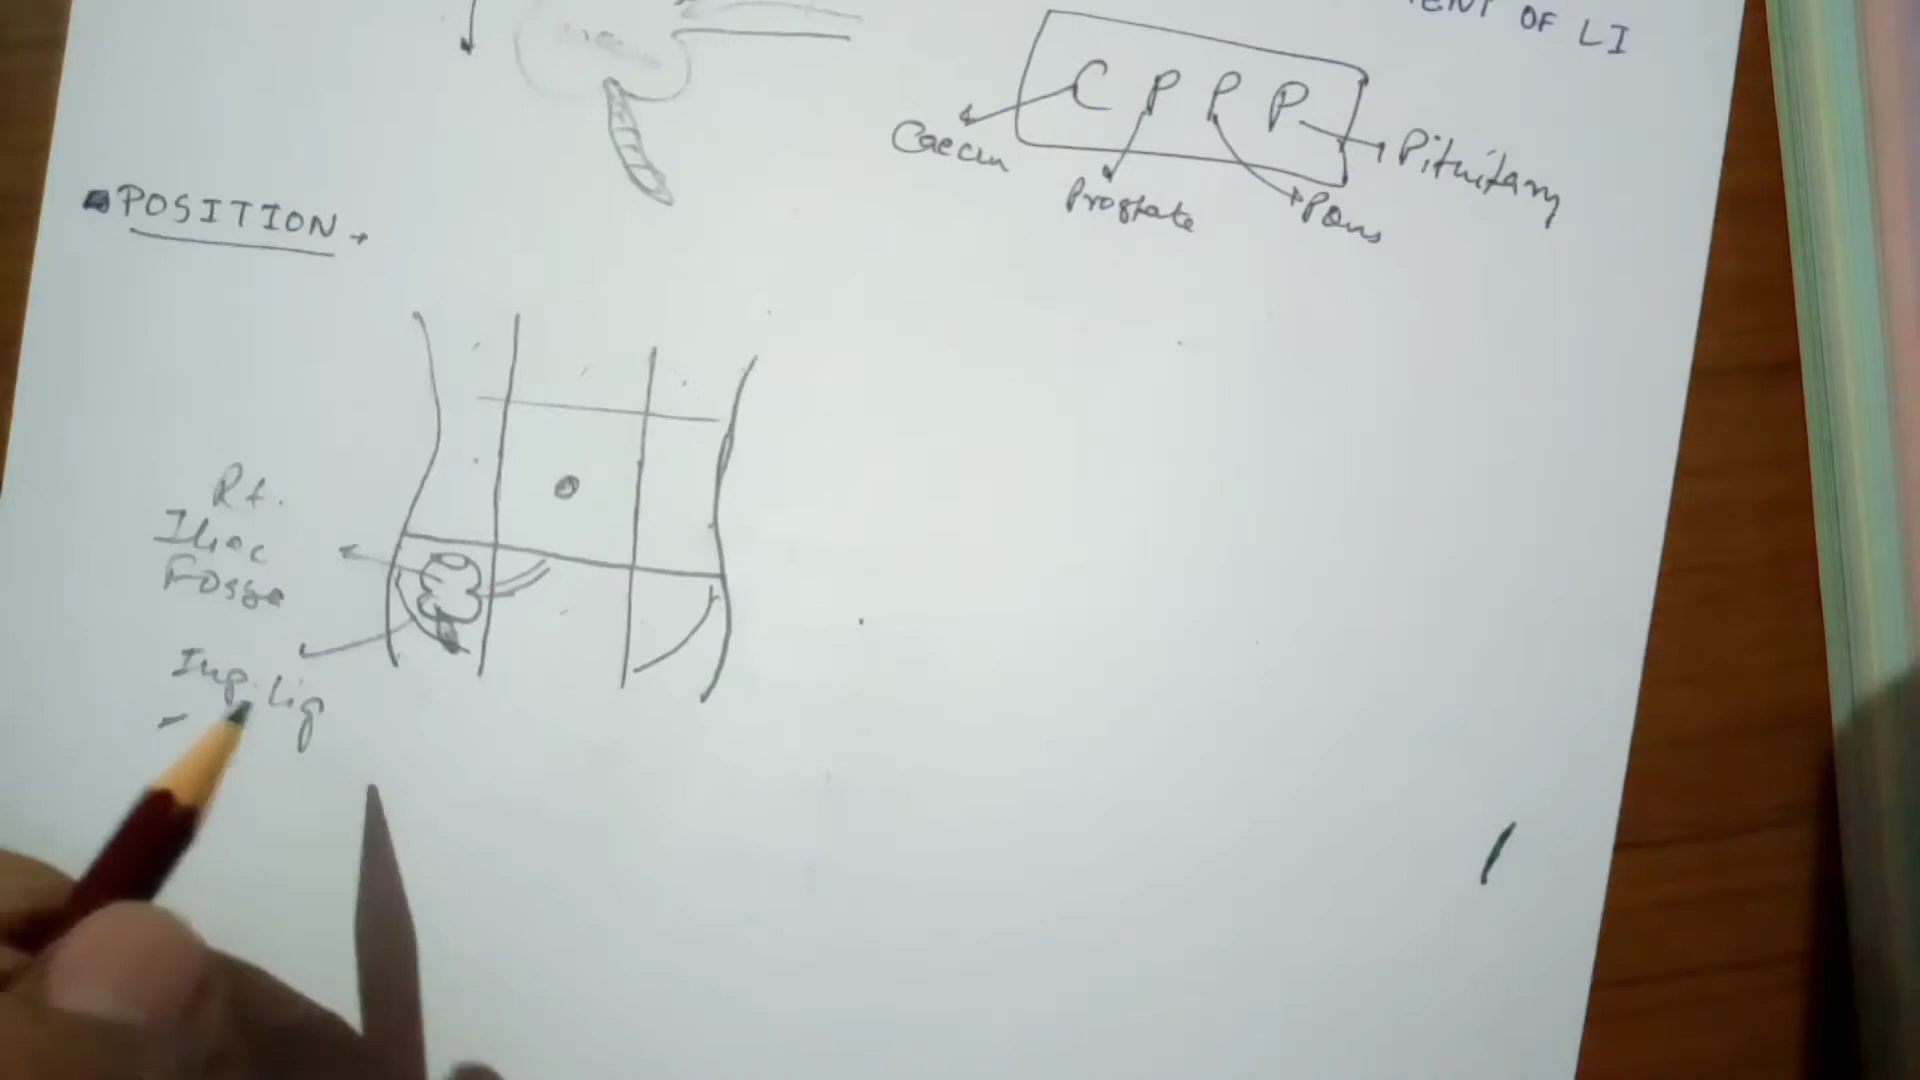 OF LI
C P P P
Caecum
Prostate
Pons
Pituitary
POSITION
Rt.
Iliac
Fossa
Ing. Lig